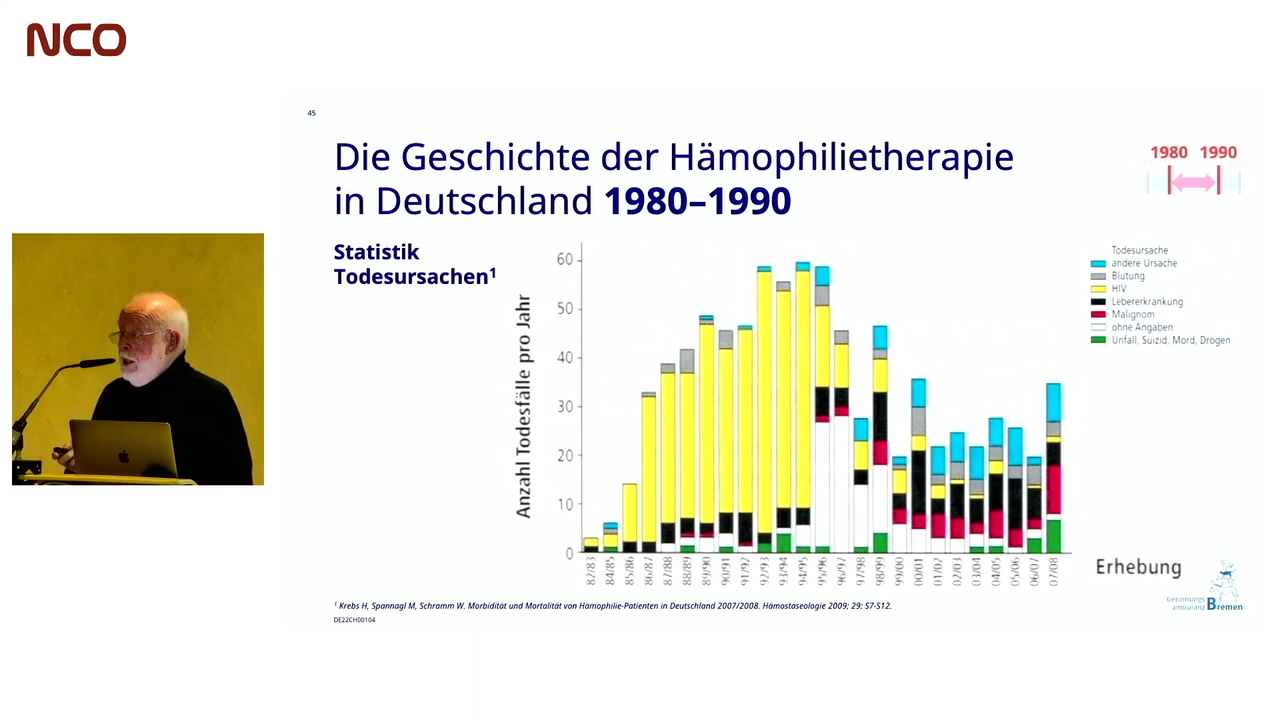 NCO
45
Die Geschichte der Hämophilietherapie
in Deutschland 1980–1990
1980 1990
Statistik
Todesursachen¹
Anzahl Todesfälle pro Jahr
60
50
40
30
20
10
0
82/83 84/85 85/86 86/87 87/88 88/89 89/90 90/91 91/92 92/93 93/94 94/95 95/96 96/97 97/98 98/99 99/00 00/01 01/02 02/03 03/04 04/05 05/06 06/07 07/08
Erhebung
Todesursache
andere Ursache
Blutung
HIV
Lebererkrankung
Malignom
ohne Angaben
Unfall, Suizid, Mord, Drogen
¹ Krebs H, Spannagl M, Schramm W. Morbidität und Mortalität von Hämophilie-Patienten in Deutschland 2007/2008. Hämostaseologie 2009; 29: S7-S12.
DE22CH00104
Gerinnungs
ambulanz Bremen